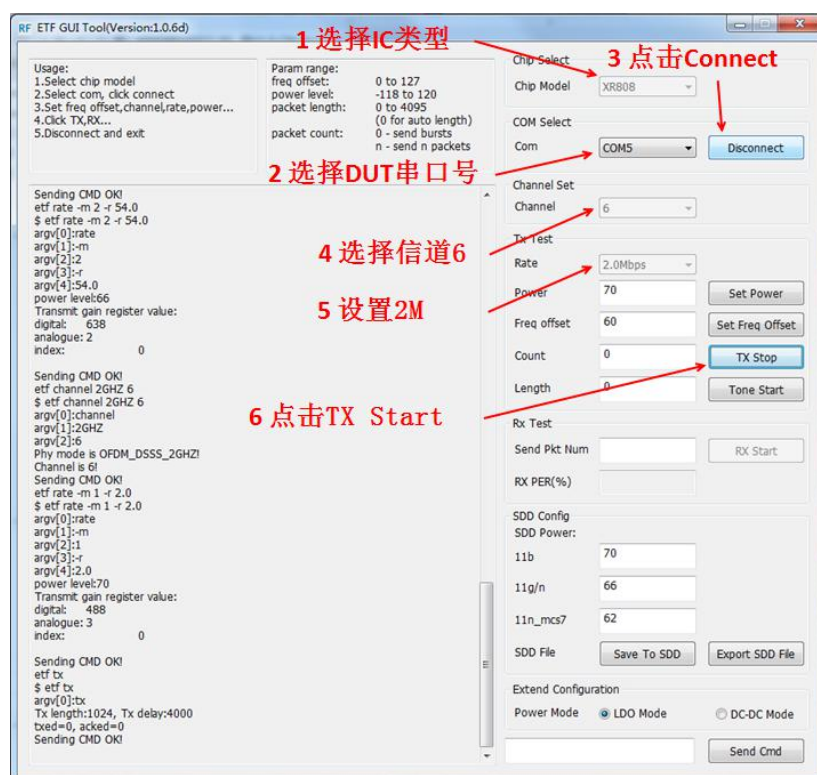 RF ETF GUI Tool(Version:1.0.6d)
1 选择IC类型
3 点击Connect
Usage:
1.Select chip model
2.Select com, click connect
3.Set freq offset,channel,rate,power...
4.Click TX,RX...
5.Disconnect and exit
Param range:
freq offset: 0 to 127
power level: -118 to 120
packet length: 0 to 4095
(0 for auto length)
packet count: 0 - send bursts
n - send n packets
Chip Select
Chip Model XR808
COM Select
Com COM5 Disconnect
2 选择DUT串口号
Channel Set
Channel 6
4 选择信道6
Tx Test
Rate 2.0Mbps
5 设置2M
Power 70 Set Power
Freq offset 60 Set Freq Offset
Count 0 TX Stop
Length 0 Tone Start
6 点击TX Start
Rx Test
Send Pkt Num RX Start
RX PER(%)
SDD Config
SDD Power:
11b 70
11g/n 66
11n_mcs7 62
SDD File Save To SDD Export SDD File
Extend Configuration
Power Mode LDO Mode DC-DC Mode
Send Cmd
Sending CMD OK!
etf rate -m 2 -r 54.0
$ etf rate -m 2 -r 54.0
argv[0]:rate
argv[1]:-m
argv[2]:2
argv[3]:-r
argv[4]:54.0
power level:66
Transmit gain register value:
digital: 638
analogue: 2
index: 0
Sending CMD OK!
etf channel 2GHZ 6
$ etf channel 2GHZ 6
argv[0]:channel
argv[1]:2GHZ
argv[2]:6
Phy mode is OFDM_DSSS_2GHZ!
Channel is 6!
Sending CMD OK!
etf rate -m 1 -r 2.0
$ etf rate -m 1 -r 2.0
argv[0]:rate
argv[1]:-m
argv[2]:1
argv[3]:-r
argv[4]:2.0
power level:70
Transmit gain register value:
digital: 488
analogue: 3
index: 0
Sending CMD OK!
etf tx
$ etf tx
argv[0]:tx
Tx length:1024, Tx delay:4000
txed=0, acked=0
Sending CMD OK!